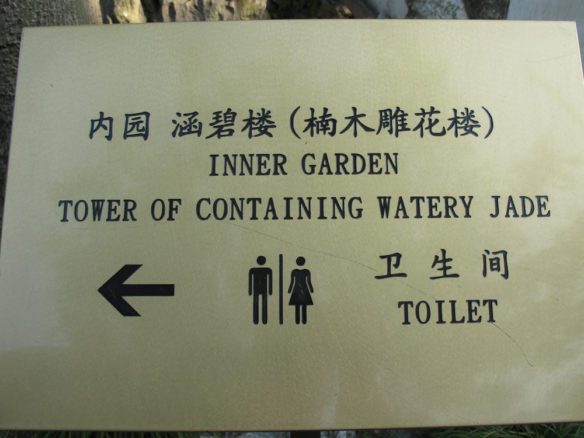 内园 涵碧楼(楠木雕花楼)
INNER GARDEN
TOWER OF CONTAINING WATERY JADE
卫生间
TOILET